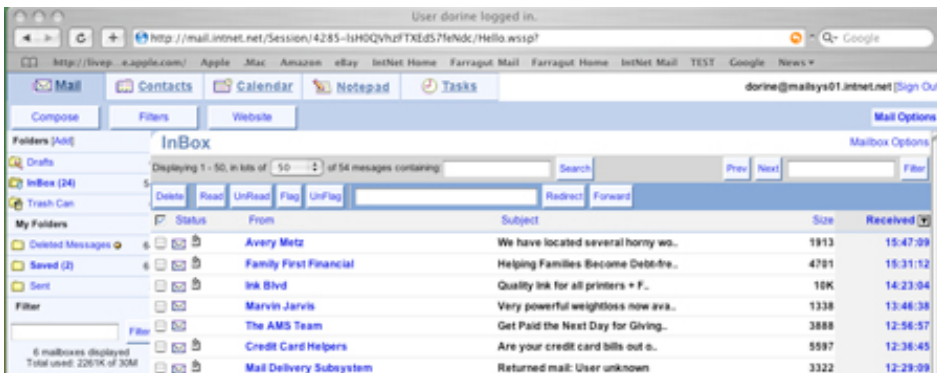 User dorine logged in.
http://mail.intnet.net/Session/4285-IsH0QVhzFTXEdS7feNdc/Hello.wssp?
Google
http://livep...e.apple.com/ Apple .Mac Amazon eBay IntNet Home Farragut Mail Farragut Home IntNet Mail TEST Google News
Mail Contacts Calendar Notepad Tasks dorine@mailsys01.intnet.net [Sign Out
Compose Filters Website Mail Options
Folders [Add] InBox Mailbox Options
Drafts Displaying 1 - 50, in lots of 50 of 54 mesages containing: Search Prev Next Filter
InBox (24)
Trash Can Delete Read UnRead Flag UnFlag Redirect Forward
My Folders Status From Subject Size Received
Deleted Messages Avery Metz We have located several horny wo.. 1913 15:47:09
Saved (2) Family First Financial Helping Families Become Debt-fre.. 4701 15:31:12
Sent Ink Blvd Quality Ink for all printers + F.. 10K 14:23:04
Filter Marvin Jarvis Very powerful weightloss now ava.. 1338 13:46:38
Filter The AMS Team Get Paid the Next Day for Giving.. 3888 12:56:57
6 mailboxes displayed Credit Card Helpers Are your credit card bills out o.. 5597 12:36:45
Total used: 2261K of 30M Mail Delivery Subsystem Returned mail: User unknown 3322 12:29:09